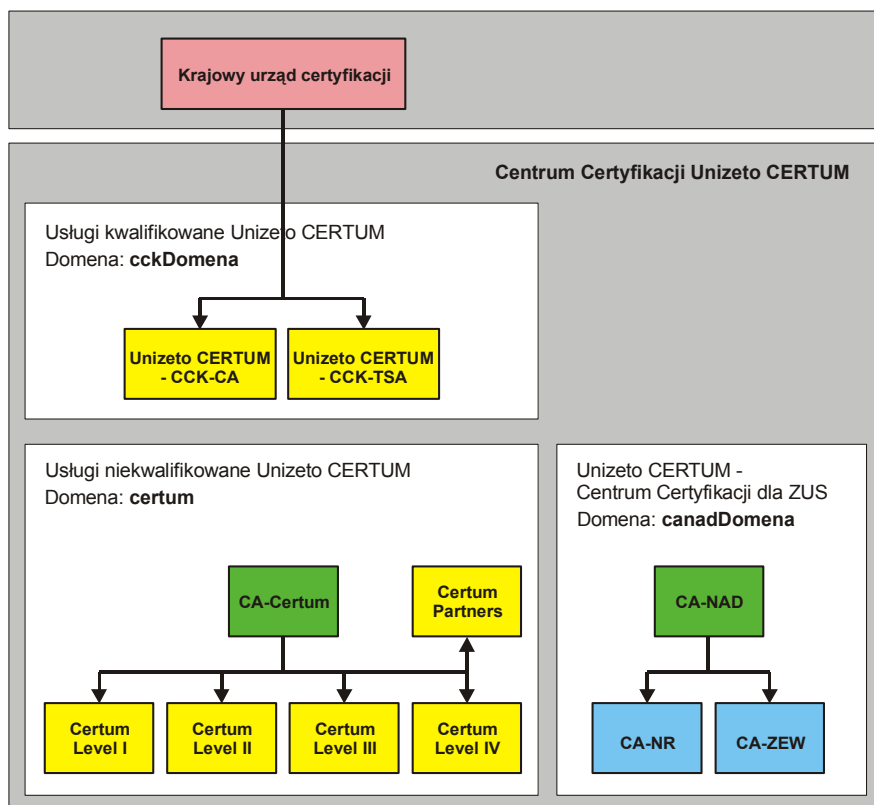 Krajowy urząd certyfikacji
Centrum Certyfikacji Unizeto CERTUM
Usługi kwalifikowane Unizeto CERTUM
Domena: cckDomena
Unizeto CERTUM
- CCK-CA
Unizeto CERTUM
- CCK-TSA
Usługi niekwalifikowane Unizeto CERTUM
Domena: certum
CA-Certum
Certum
Partners
Certum
Level I
Certum
Level II
Certum
Level III
Certum
Level IV
Unizeto CERTUM -
Centrum Certyfikacji dla ZUS
Domena: canadDomena
CA-NAD
CA-NR
CA-ZEW